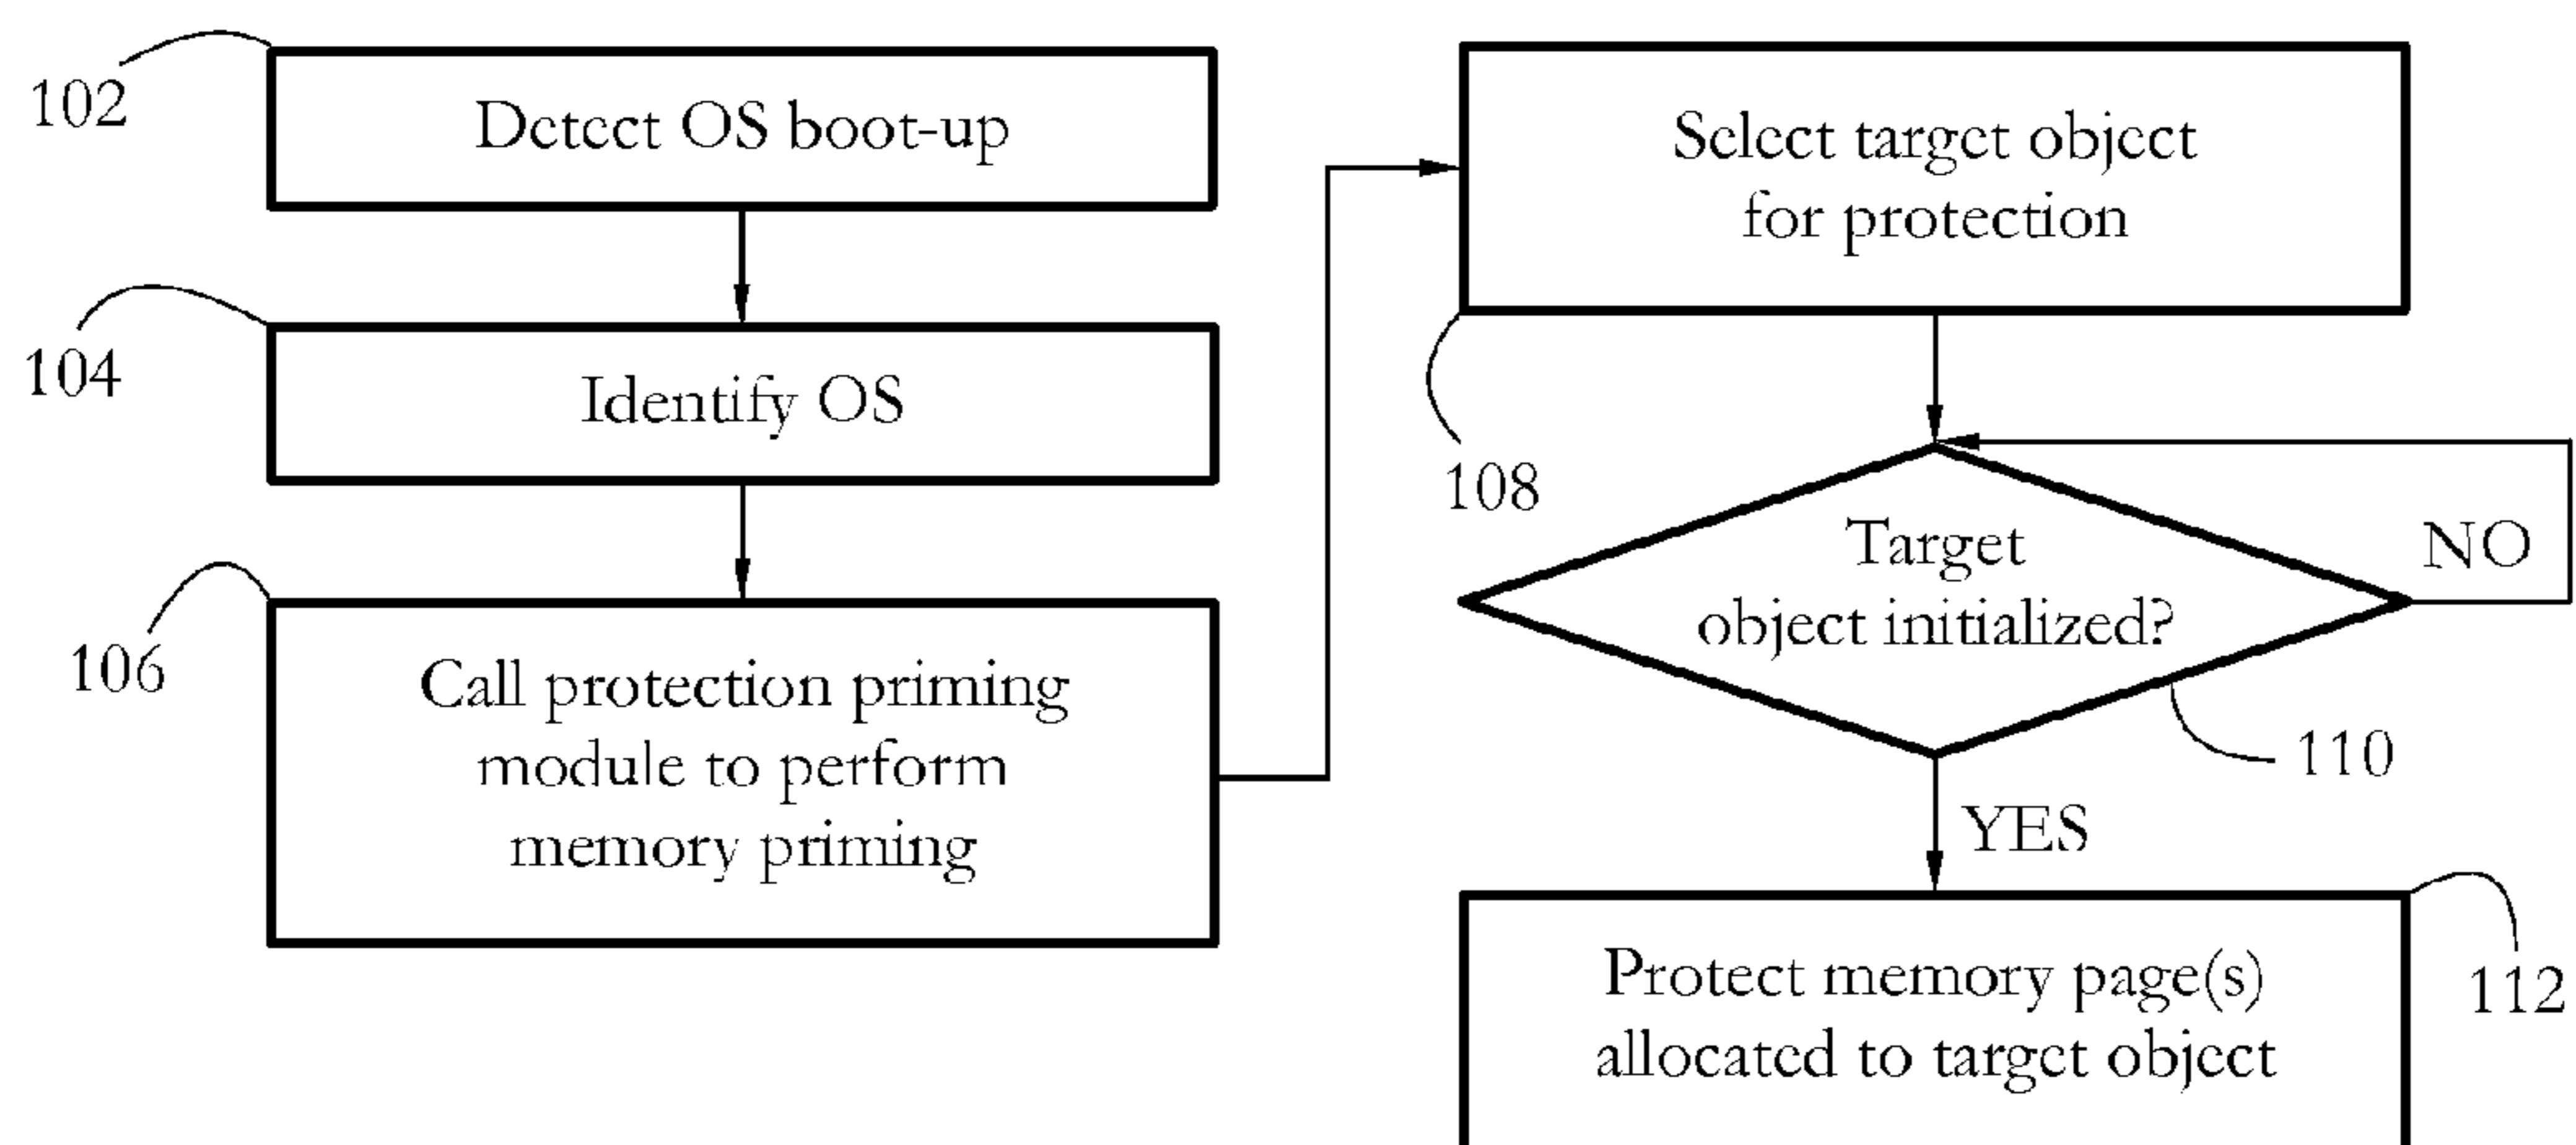 102
Detect OS boot-up
104
Identify OS
106
Call protection priming
module to perform
memory priming
Select target object
for protection
108
Target
object initialized?
NO
110
YES
Protect memory page(s)
allocated to target object
112